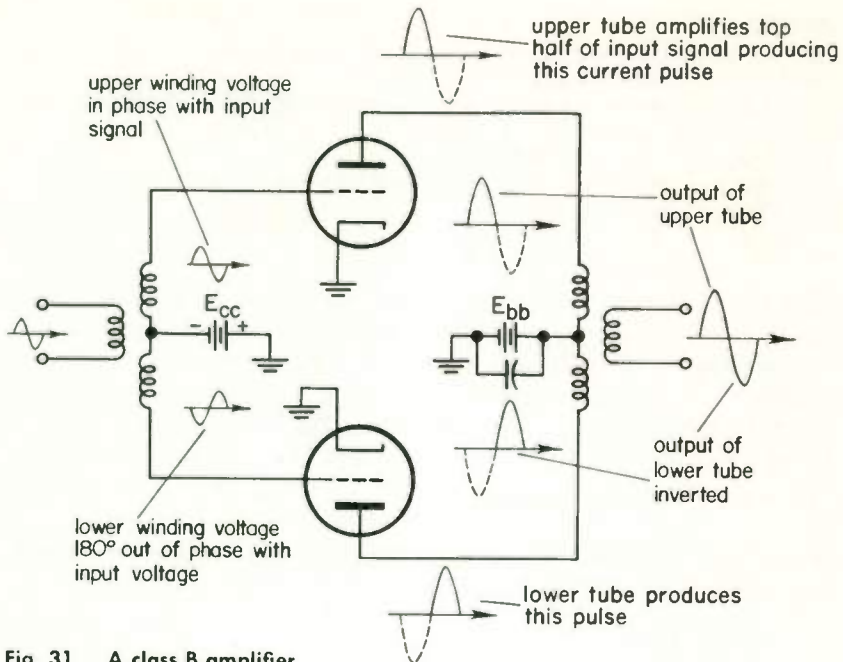 upper tube amplifies top
half of input signal producing
this current pulse
upper winding voltage
in phase with input
signal
output of
upper tube
Ecc
- +
Ebb
output of
lower tube
inverted
lower winding voltage
180° out of phase with
input voltage
lower tube produces
this pulse
Fig. 31. A class B amplifier.